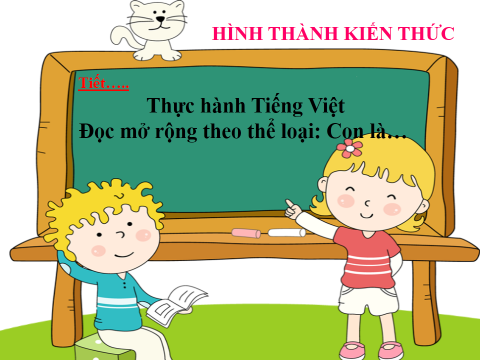 HÌNH THÀNH KIẾN THỨC
Tiết…..
Thực hành Tiếng Việt
Đọc mở rộng theo thể loại: Con là…